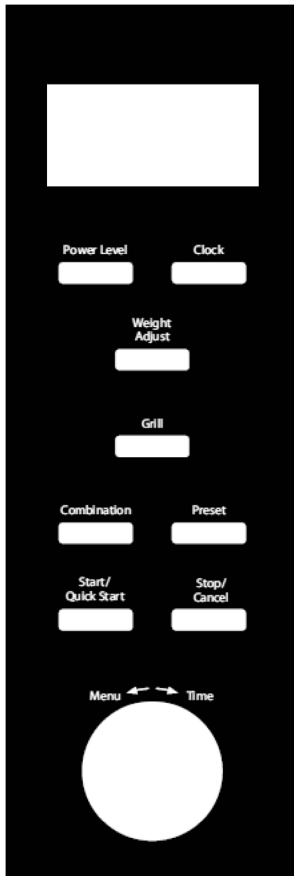 Power Level Clock
Weight
Adjust
Grill
Combination Preset
Start/ Stop/
Quick Start Cancel
Menu Time